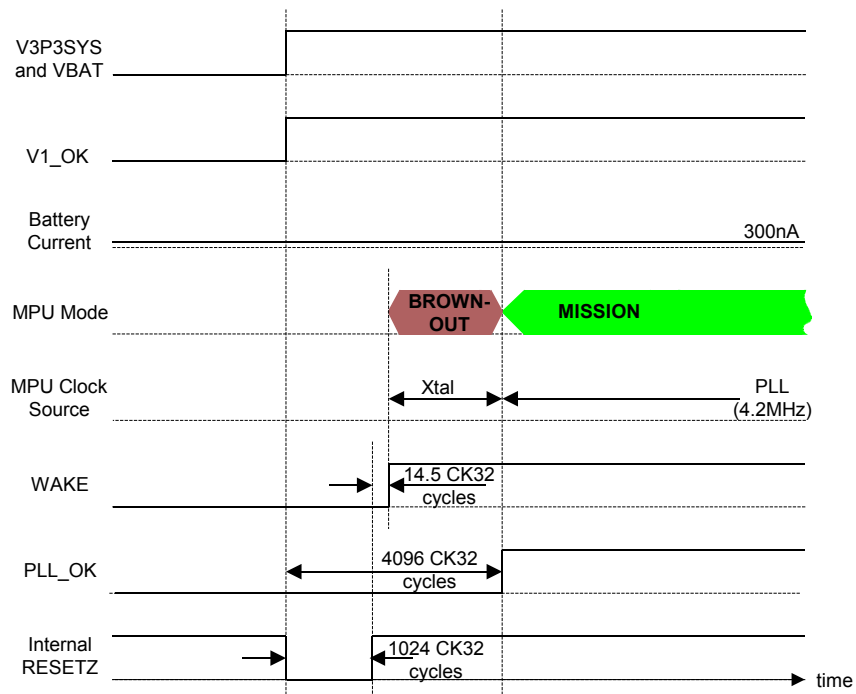 V3P3SYS
and VBAT
V1_OK
Battery
Current
300nA
MPU Mode
BROWN-
OUT
MISSION
MPU Clock
Source
Xtal
PLL
(4.2MHz)
WAKE
14.5 CK32
cycles
PLL_OK
4096 CK32
cycles
Internal
RESETZ
1024 CK32
cycles
time